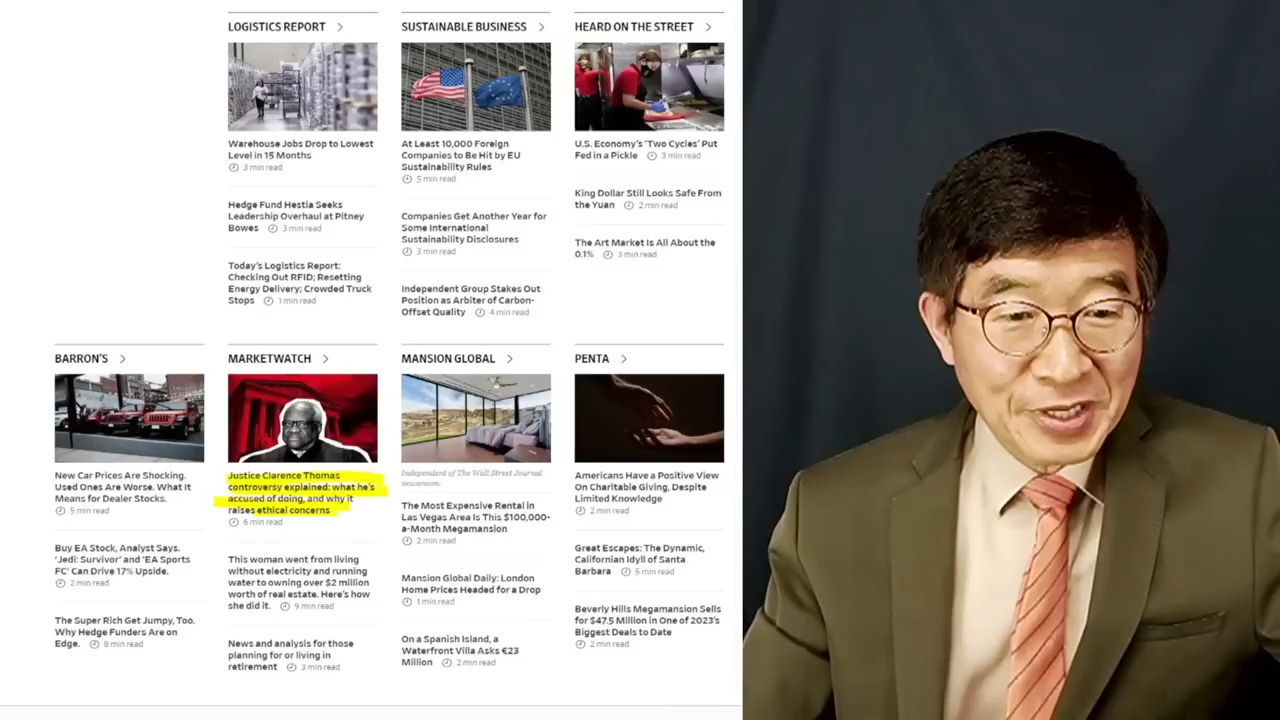 LOGISTICS REPORT
Warehouse Jobs Drop to Lowest
Level in 15 Months
3 min read
Hedge Fund Hestia Seeks
Leadership Overhaul at Pitney
Bowes 3 min read
Today's Logistics Report:
Checking Out RFID; Resetting
Energy Delivery; Crowded Truck
Stops 1 min read
SUSTAINABLE BUSINESS
At Least 10,000 Foreign
Companies to Be Hit by EU
Sustainability Rules
5 min read
Companies Get Another Year for
Some International
Sustainability Disclosures
3 min read
Independent Group Stakes Out
Position as Arbiter of Carbon-
Offset Quality 4 min read
HEARD ON THE STREET
U.S. Economy's 'Two Cycles' Put
Fed in a Pickle 3 min read
King Dollar Still Looks Safe From
the Yuan 2 min read
The Art Market Is All About the
0.1% 3 min read
BARRON'S
New Car Prices Are Shocking.
Used Ones Are Worse. What It
Means for Dealer Stocks.
5 min read
Buy EA Stock, Analyst Says.
'Jedi: Survivor' and 'EA Sports
FC' Can Drive 17% Upside.
2 min read
The Super Rich Get Jumpy, Too.
Why Hedge Funders Are on
Edge. 8 min read
MARKETWATCH
Justice Clarence Thomas
controversy explained: what he's
accused of doing, and why it
raises ethical concerns
6 min read
This woman went from living
without electricity and running
water to owning over $2 million
worth of real estate. Here's how
she did it. 9 min read
News and analysis for those
planning for or living in
retirement 3 min read
MANSION GLOBAL
Independent of The Wall Street Journal
newsroom.
The Most Expensive Rental in
Las Vegas Area Is This $100,000-
a-Month Megamansion
2 min read
Mansion Global Daily: London
Home Prices Headed for a Drop
1 min read
On a Spanish Island, a
Waterfront Villa Asks €23
Million 2 min read
PENTA
Americans Have a Positive View
On Charitable Giving, Despite
Limited Knowledge
2 min read
Great Escapes: The Dynamic,
Californian Idyll of Santa
Barbara 5 min read
Beverly Hills Megamansion Sells
for $47.5 Million in One of 2023's
Biggest Deals to Date
2 min read